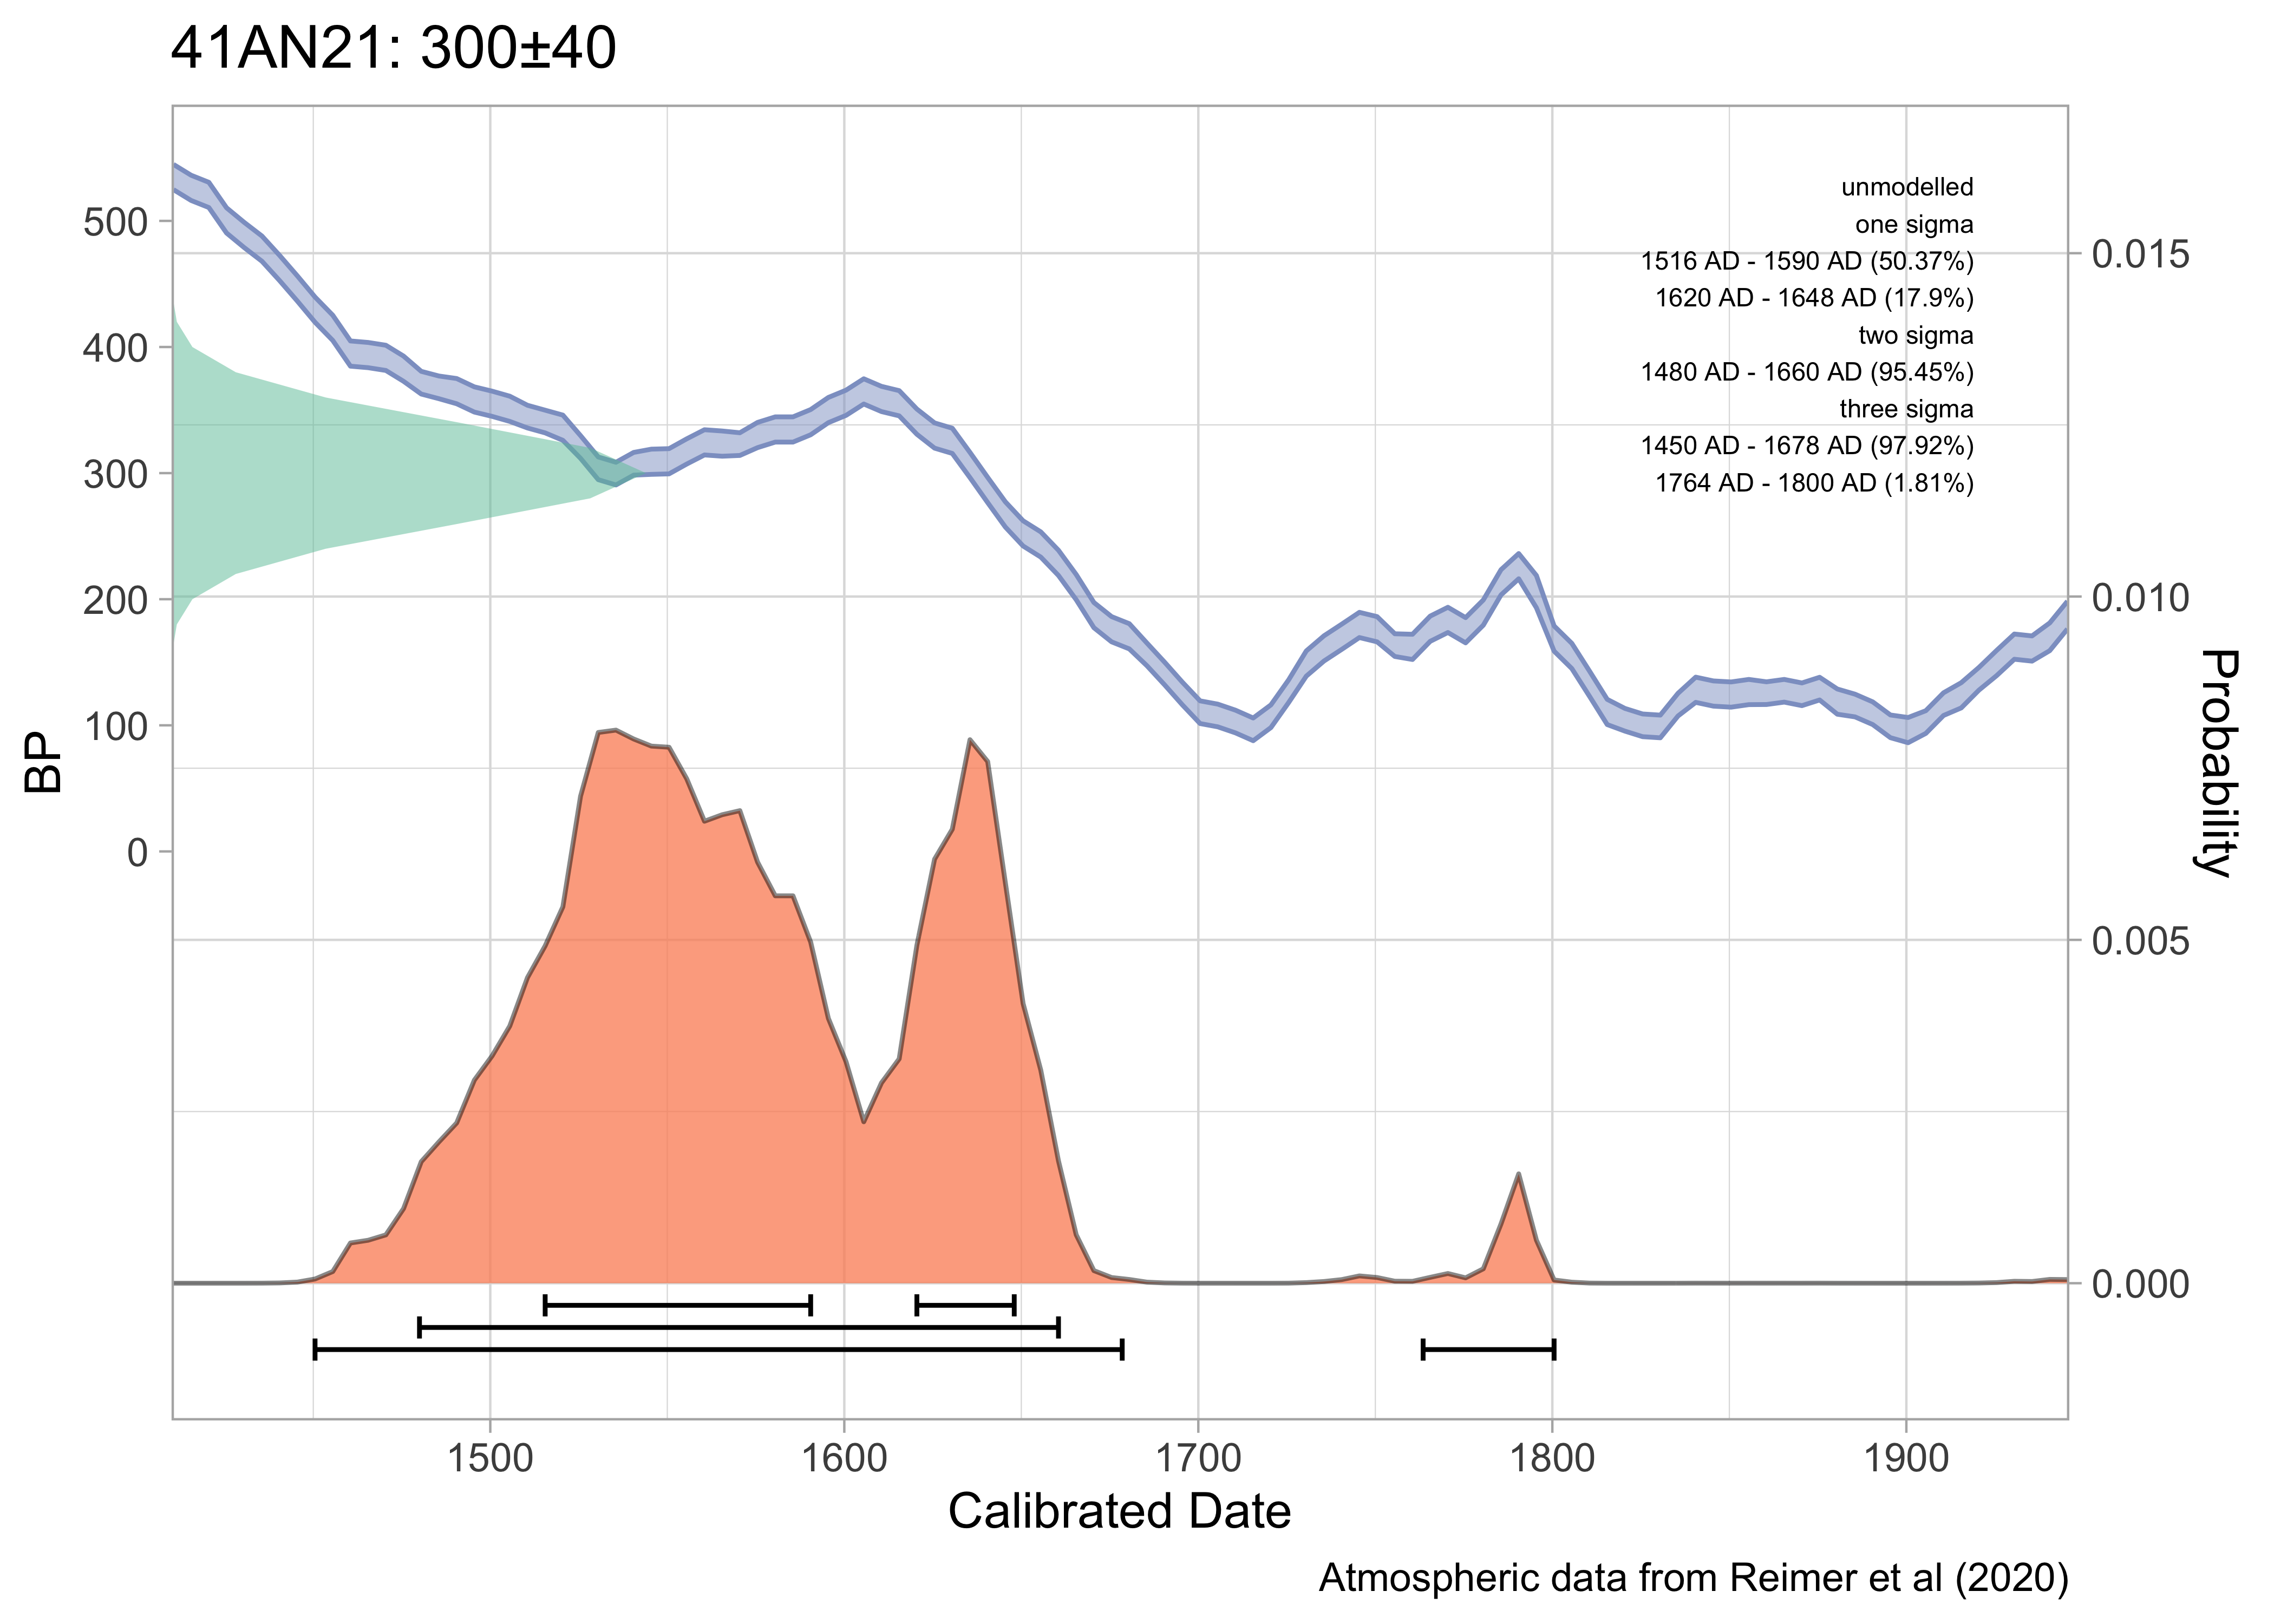 41AN21: 300±40
unmodelled
one sigma
1516 AD - 1590 AD (50.37%)
1620 AD - 1648 AD (17.9%)
two sigma
1480 AD - 1660 AD (95.45%)
three sigma
1450 AD - 1678 AD (97.92%)
1764 AD - 1800 AD (1.81%)
500
400
300
200
100
0
BP
0.015
0.010
0.005
0.000
Probability
1500 1600 1700 1800 1900
Calibrated Date
Atmospheric data from Reimer et al (2020)